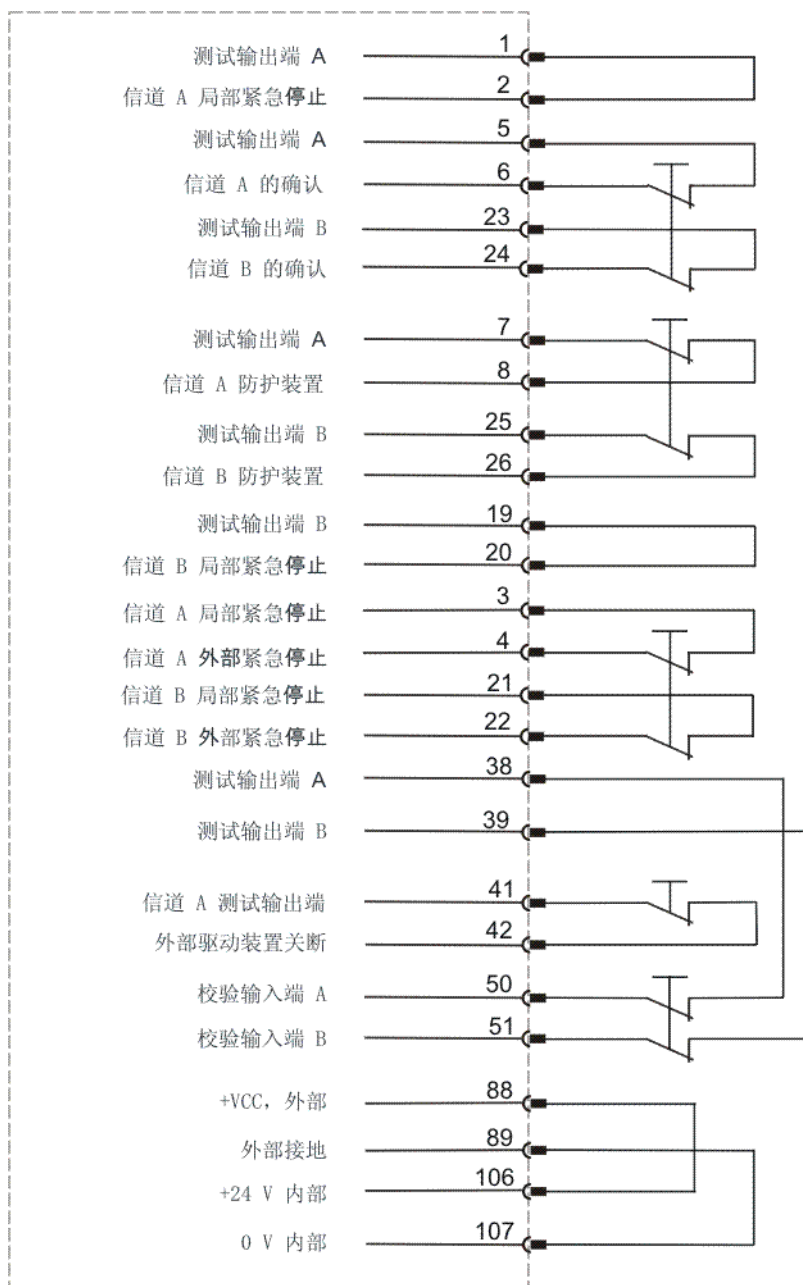 测试输出端 A 1
信道 A 局部紧急停止 2
测试输出端 A 5
信道 A 的确认 6
测试输出端 B 23
信道 B 的确认 24
测试输出端 A 7
信道 A 防护装置 8
测试输出端 B 25
信道 B 防护装置 26
测试输出端 B 19
信道 B 局部紧急停止 20
信道 A 局部紧急停止 3
信道 A 外部紧急停止 4
信道 B 局部紧急停止 21
信道 B 外部紧急停止 22
测试输出端 A 38
测试输出端 B 39
信道 A 测试输出端 41
外部驱动装置关断 42
校验输入端 A 50
校验输入端 B 51
+VCC, 外部 88
外部接地 89
+24 V 内部 106
0 V 内部 107